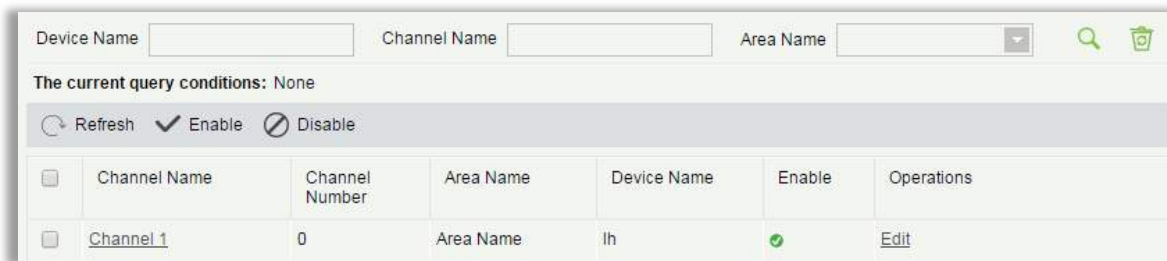 Device Name Channel Name Area Name
The current query conditions: None
Refresh Enable Disable
Channel Name Channel Number Area Name Device Name Enable Operations
Channel 1 0 Area Name lh Edit